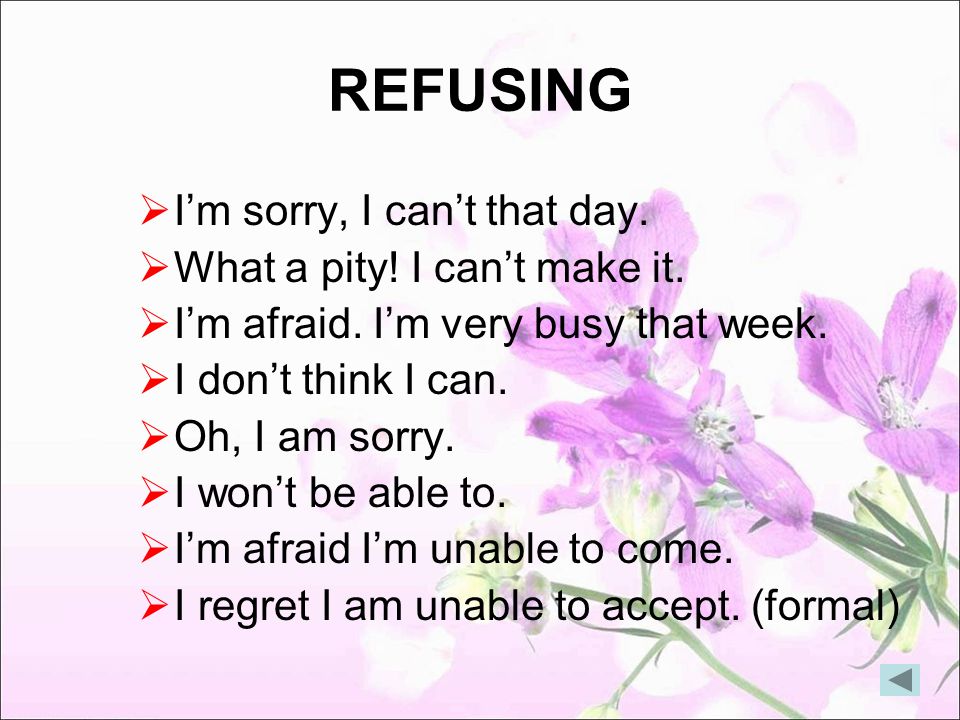 REFUSING
➢I’m sorry, I can’t that day.
➢What a pity! I can’t make it.
➢I’m afraid. I’m very busy that week.
➢I don’t think I can.
➢Oh, I am sorry.
➢I won’t be able to.
➢I’m afraid I’m unable to come.
➢I regret I am unable to accept. (formal)